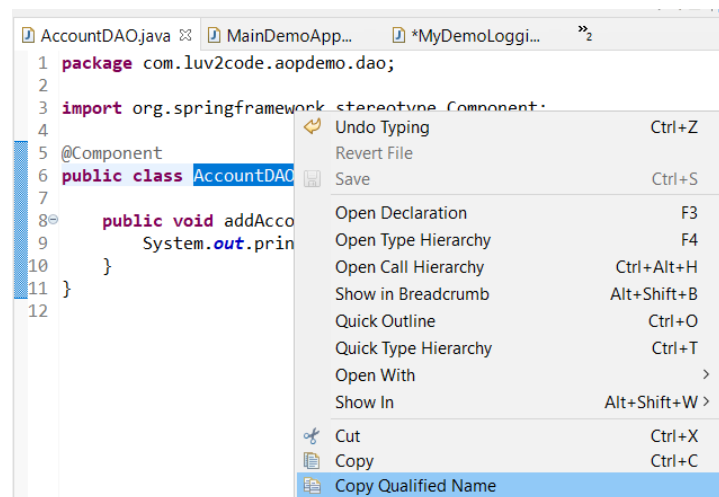 AccountDAO.java MainDemoApp... *MyDemoLoggi... »2
1 package com.luv2code.aopdemo.dao;
2
3 import org.springframework.stereotype.Component;
4
5 @Component
6 public class AccountDAO
7
8 public void addAcco
9 System.out.prin
10 }
11 }
12
Undo Typing Ctrl+Z
Revert File
Save Ctrl+S
Open Declaration F3
Open Type Hierarchy F4
Open Call Hierarchy Ctrl+Alt+H
Show in Breadcrumb Alt+Shift+B
Quick Outline Ctrl+O
Quick Type Hierarchy Ctrl+T
Open With >
Show In Alt+Shift+W >
Cut Ctrl+X
Copy Ctrl+C
Copy Qualified Name